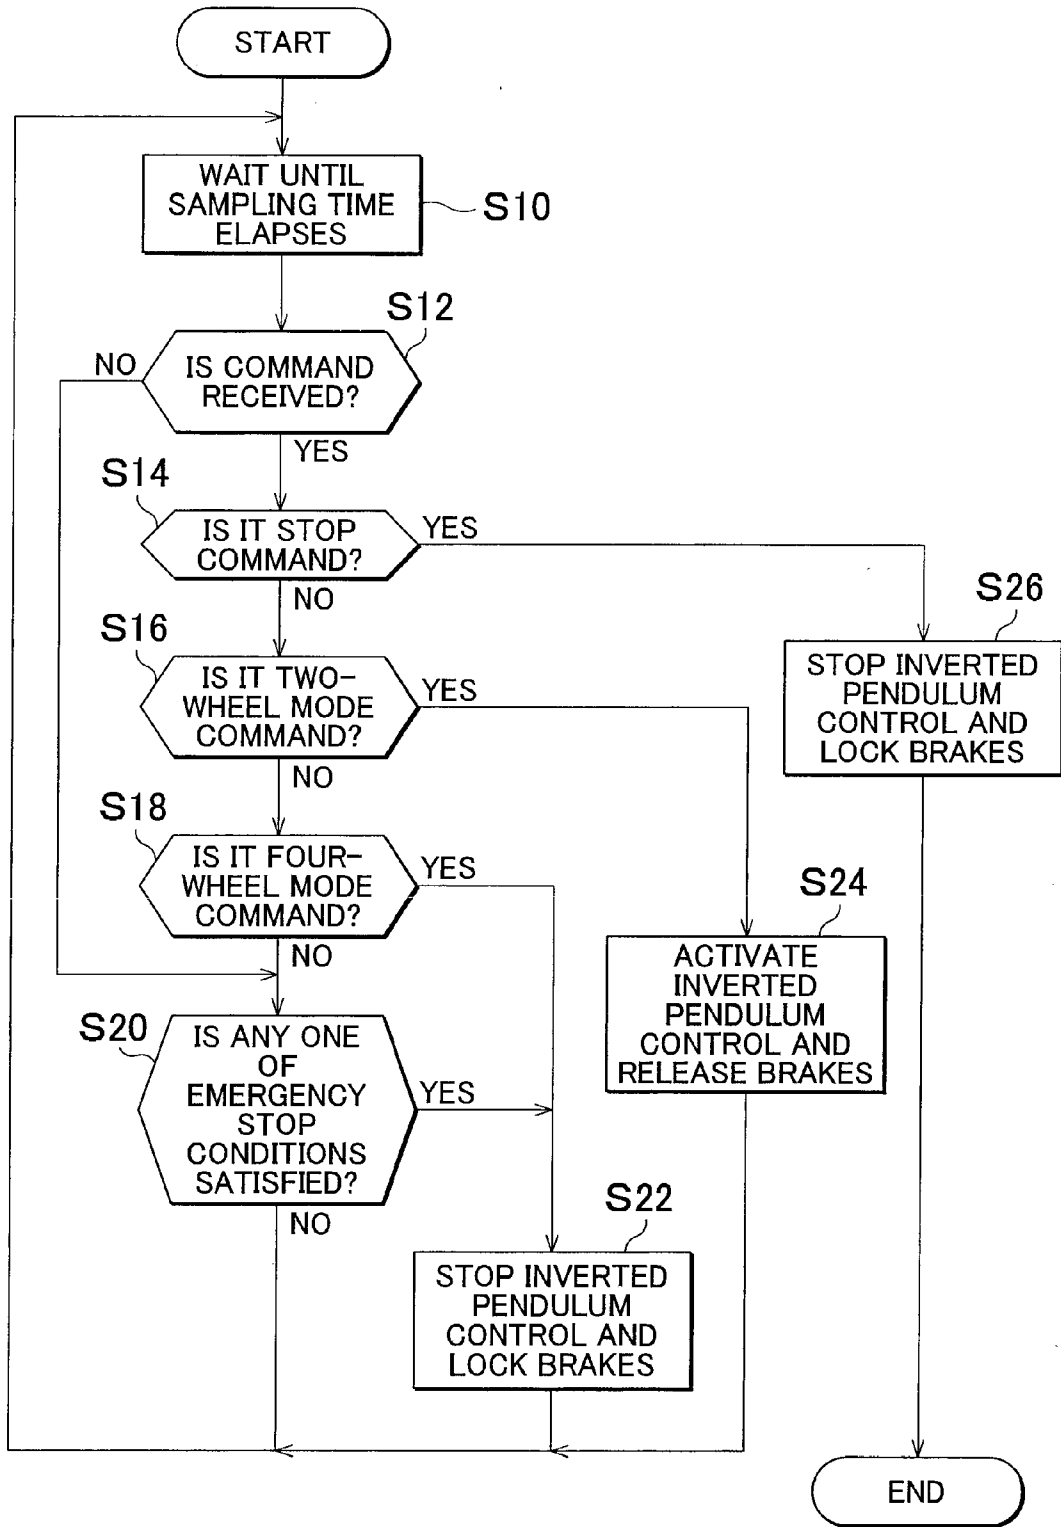 START
WAIT UNTIL
SAMPLING TIME
ELAPSES
S10
S12
IS COMMAND
RECEIVED?
NO
YES
S14
IS IT STOP
COMMAND?
YES
NO
S26
STOP INVERTED
PENDULUM
CONTROL AND
LOCK BRAKES
S16
IS IT TWO-
WHEEL MODE
COMMAND?
YES
NO
S18
IS IT FOUR-
WHEEL MODE
COMMAND?
YES
NO
S24
ACTIVATE
INVERTED
PENDULUM
CONTROL AND
RELEASE BRAKES
S20
IS ANY ONE
OF
EMERGENCY
STOP
CONDITIONS
SATISFIED?
YES
NO
S22
STOP INVERTED
PENDULUM
CONTROL AND
LOCK BRAKES
END